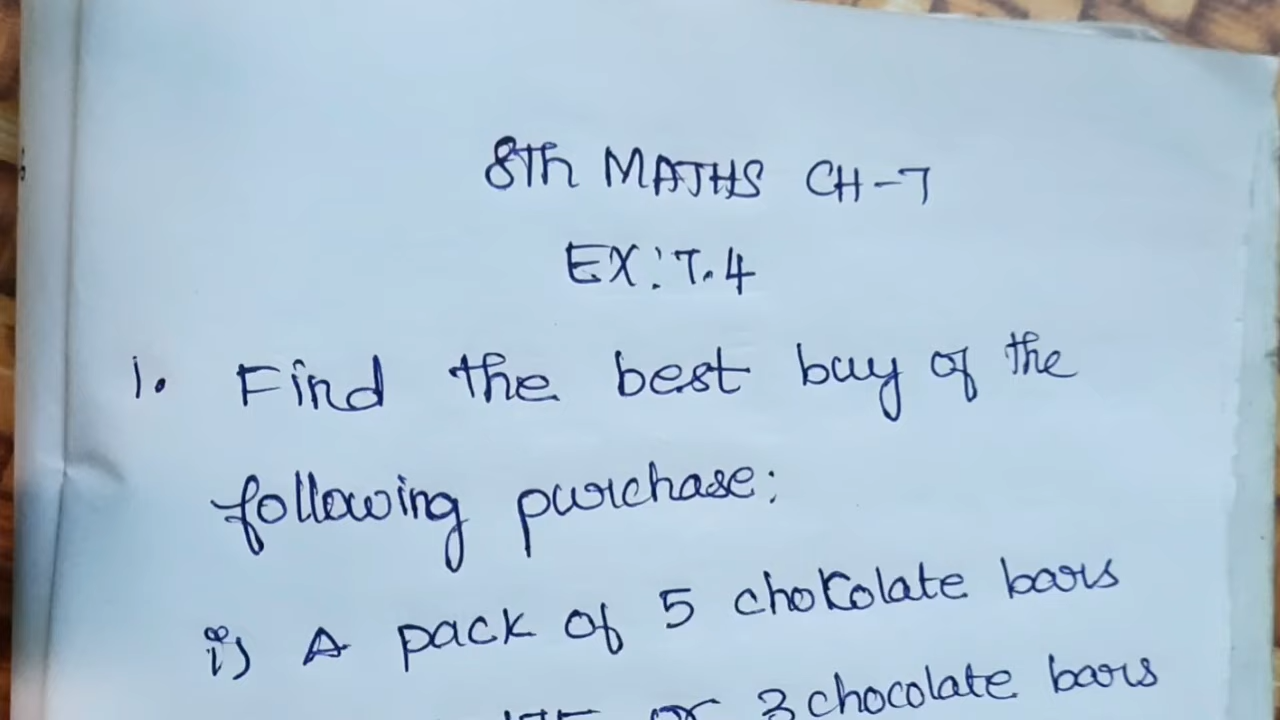 8Th MATHS CH-7
EX: 7.4
1. Find the best buy of the
following purchase:
i) A pack of 5 chokolate bars
or 3 chocolate bars